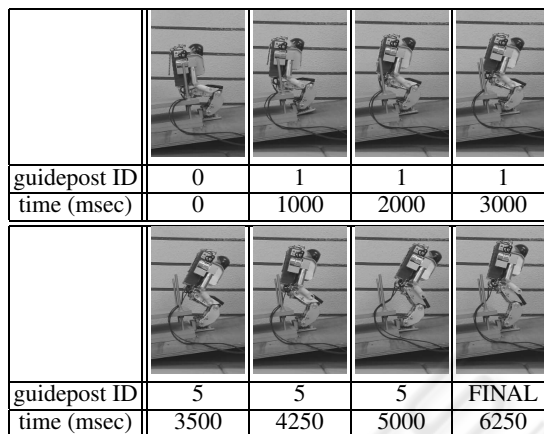 guidepost ID 0 1 1 1
time (msec) 0 1000 2000 3000
guidepost ID 5 5 5 FINAL
time (msec) 3500 4250 5000 6250